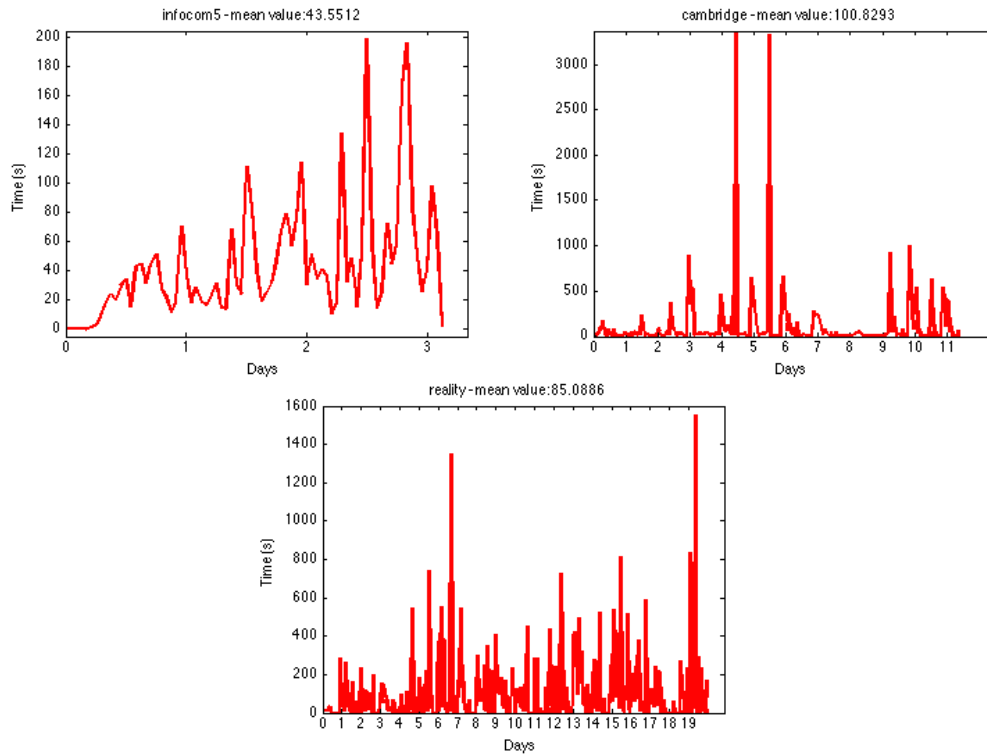 infocom5 - mean value:43.5512
200
180
160
140
120
100
80
60
40
20
0
Time (s)
0 1 2 3
Days
cambridge - mean value:100.8293
3000
2500
2000
1500
1000
500
0
Time (s)
0 1 2 3 4 5 6 7 8 9 10 11
Days
reality - mean value:85.0886
1600
1400
1200
1000
800
600
400
200
0
Time (s)
0 1 2 3 4 5 6 7 8 9 10 11 12 13 14 15 16 17 18 19
Days